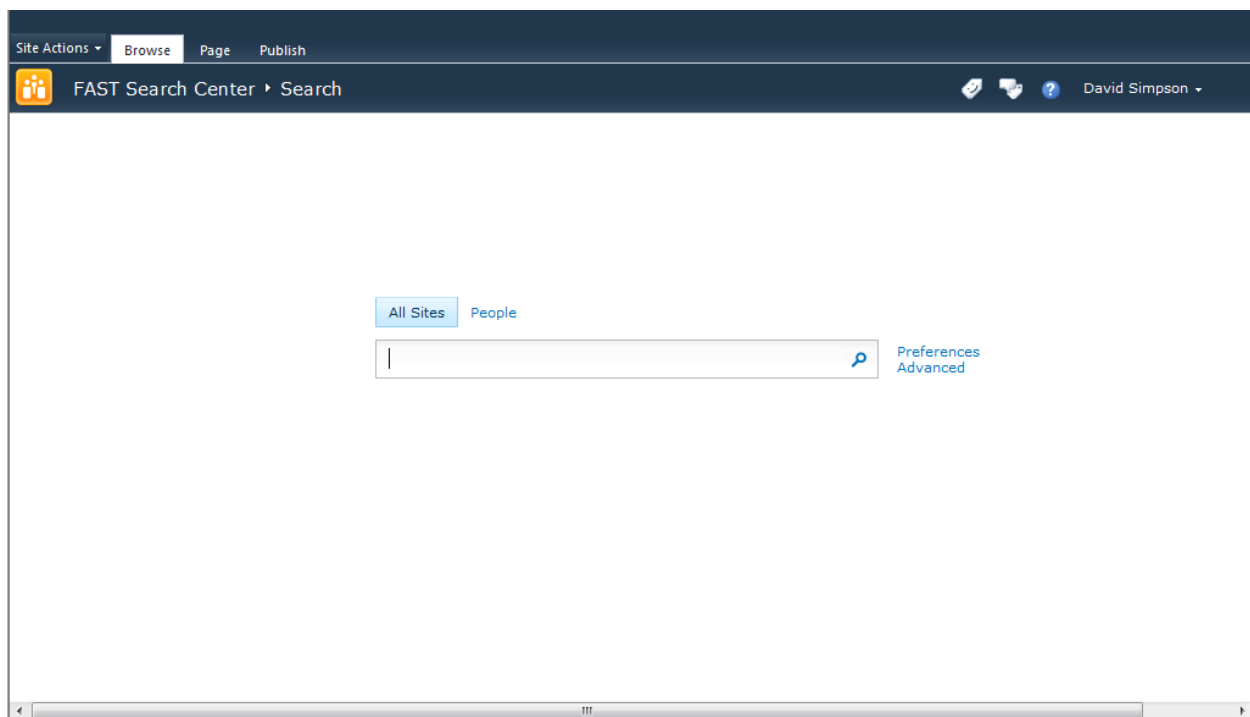 Site Actions
Browse
Page
Publish
FAST Search Center ▸ Search
?
David Simpson
All Sites
People
Preferences
Advanced